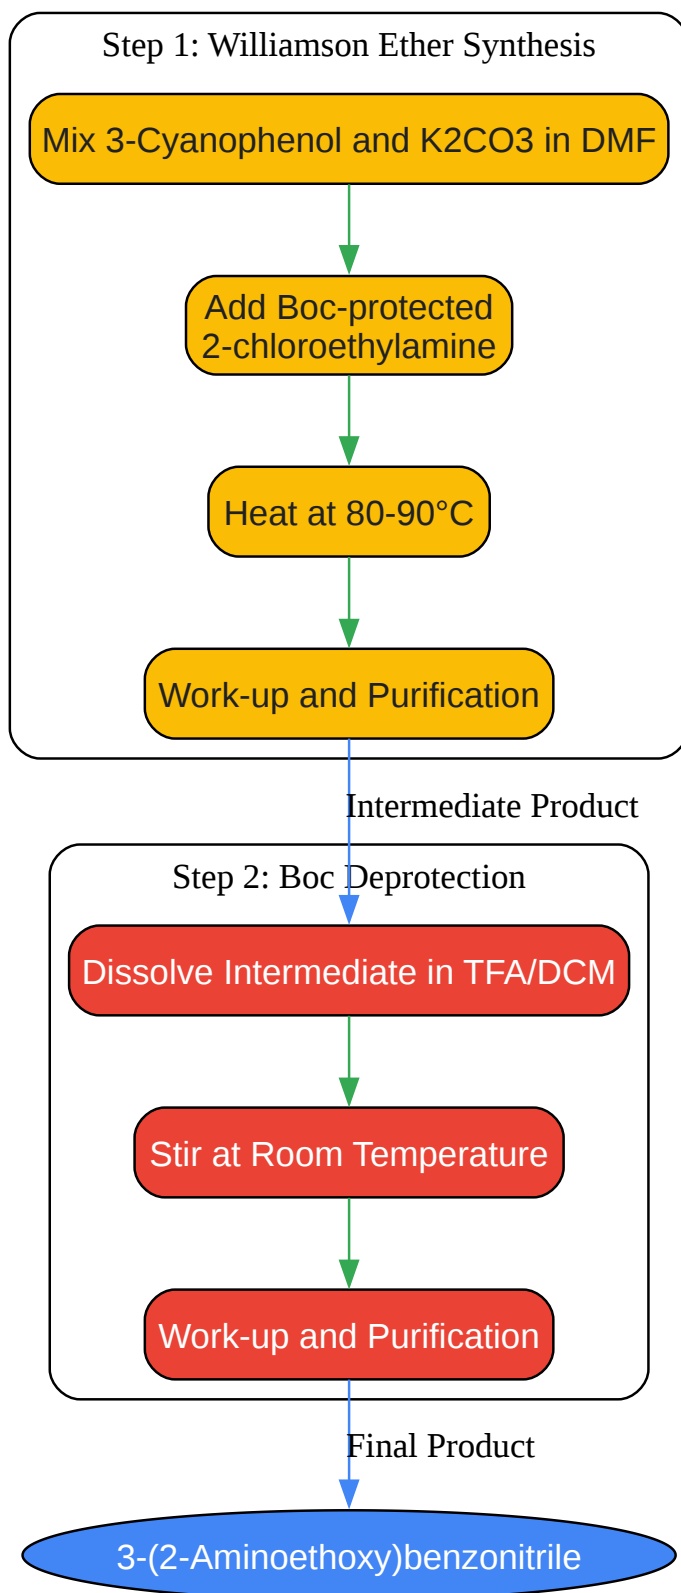 Step 1: Williamson Ether Synthesis
Mix 3-Cyanophenol and K2CO3 in DMF
Add Boc-protected
2-chloroethylamine
Heat at 80-90°C
Work-up and Purification
Intermediate Product
Step 2: Boc Deprotection
Dissolve Intermediate in TFA/DCM
Stir at Room Temperature
Work-up and Purification
Final Product
3-(2-Aminoethoxy)benzonitrile